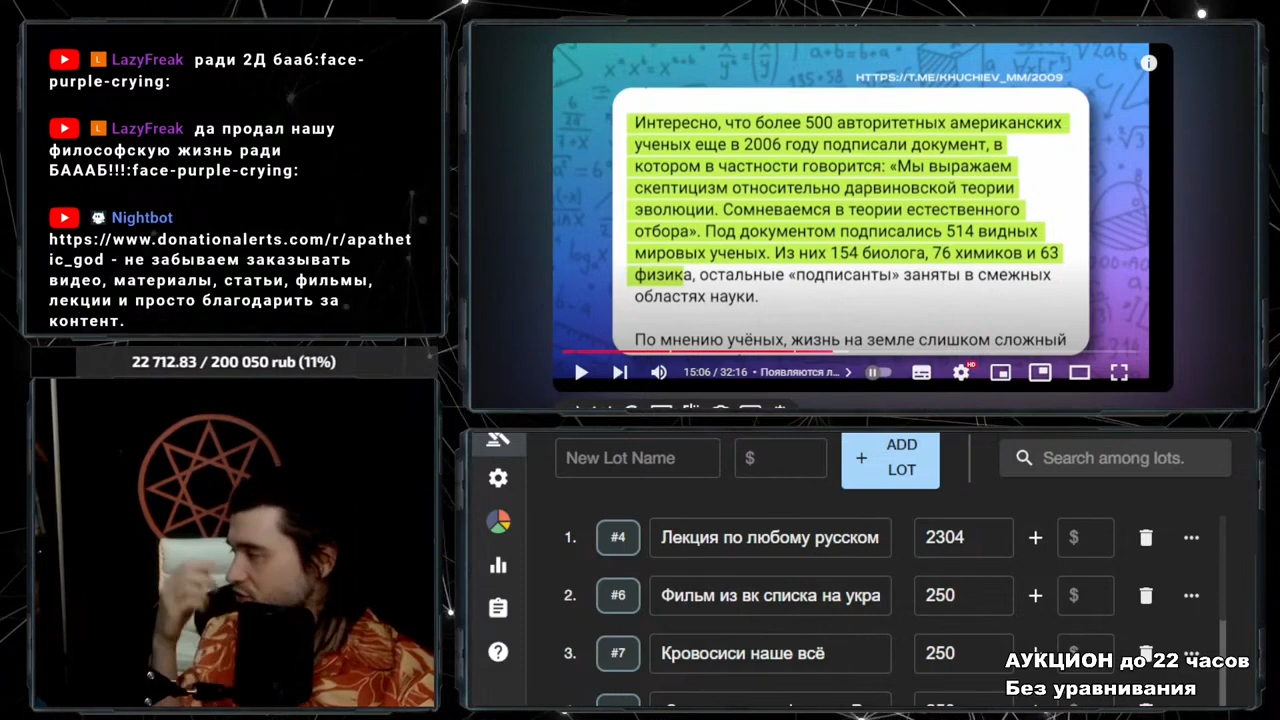 LazyFreak ради 2Д бааб:face-
purple-crying:
LazyFreak да продал нашу
философскую жизнь ради
БАААБ!!!:face-purple-crying:
Nightbot
https://www.donationalerts.com/r/apathet
ic_god - не забываем заказывать
видео, материалы, статьи, фильмы,
лекции и просто благодарить за
контент.
22 712.83 / 200 050 rub (11%)
HTTPS://T.ME/KHUCHIEV_MM/2009
Интересно, что более 500 авторитетных американских
ученых еще в 2006 году подписали документ, в
котором в частности говорится: «Мы выражаем
скептицизм относительно дарвиновской теории
эволюции. Сомневаемся в теории естественного
отбора». Под документом подписались 514 видных
мировых ученых. Из них 154 биолога, 76 химиков и 63
физика, остальные «подписанты» заняты в смежных
областях науки.
По мнению учёных, жизнь на земле слишком сложный
15:06 / 32:16 • Появляются л...
HD
New Lot Name
$
+ ADD
LOT
Search among lots.
1. #4 Лекция по любому русском 2304 + $
2. #6 Фильм из вк списка на укра 250 + $
3. #7 Кровосиси наше всё 250
АУКЦИОН до 22 часов
Без уравнивания